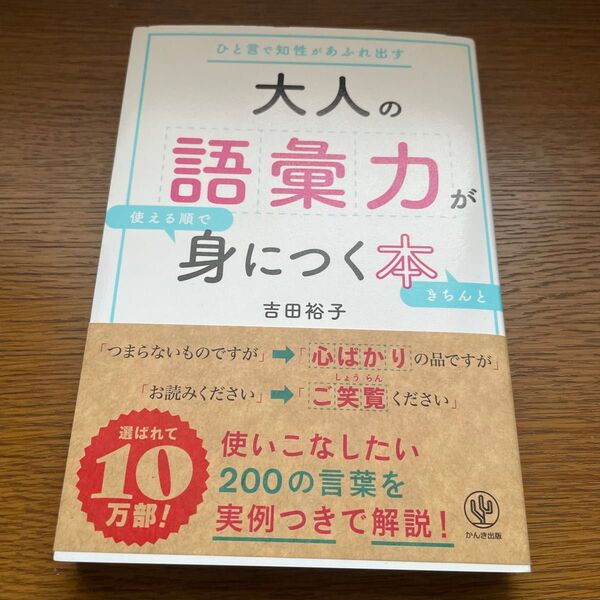 ひと言で知性があふれ出す
大人の
語彙力が
使える順で
身につく本
きちんと
吉田裕子
「つまらないものですが」➡「心ばかりの品ですが」
しょうらん
「お読みください」➡「ご笑覧ください」
選ばれて
10
万部!
使いこなしたい
200の言葉を
実例つきで解説!
かんき出版